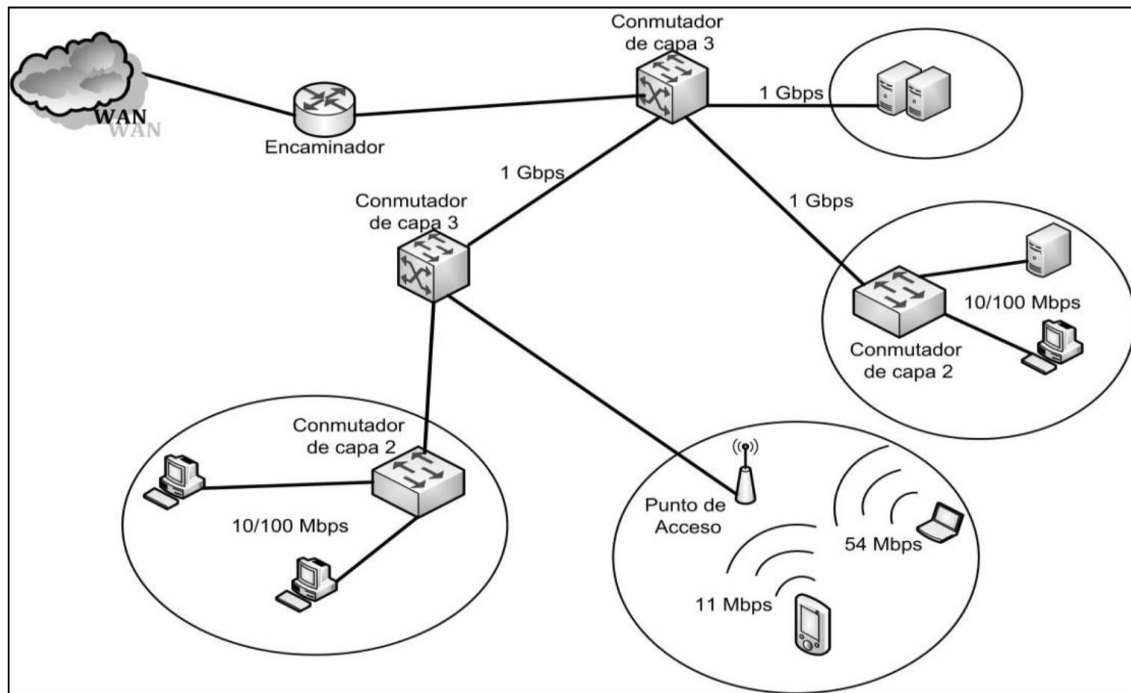 Conmutador
de capa 3
WAN
WAN
1 Gbps
Encaminador
1 Gbps
Conmutador
de capa 3
1 Gbps
10/100 Mbps
Conmutador
de capa 2
Conmutador
de capa 2
10/100 Mbps
Punto de
Acceso
54 Mbps
11 Mbps